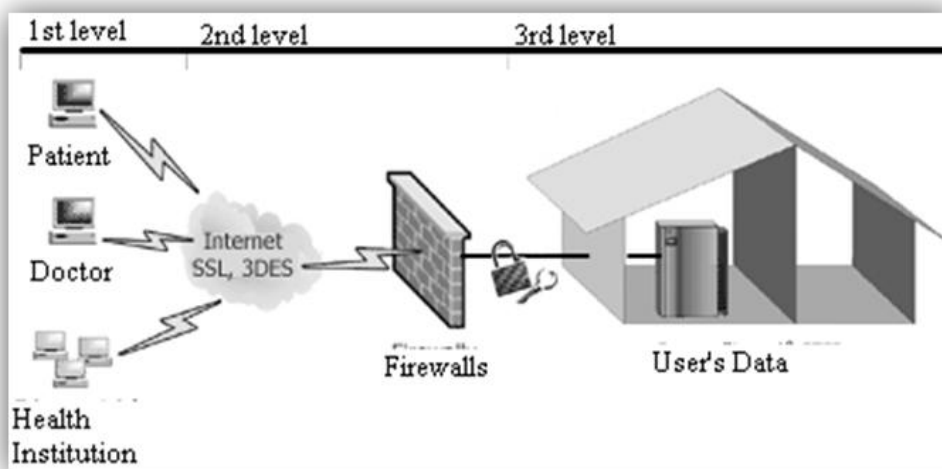 1st level
2nd level
3rd level
Patient
Doctor
Internet
SSL, 3DES
Firewalls
User's Data
Health
Institution